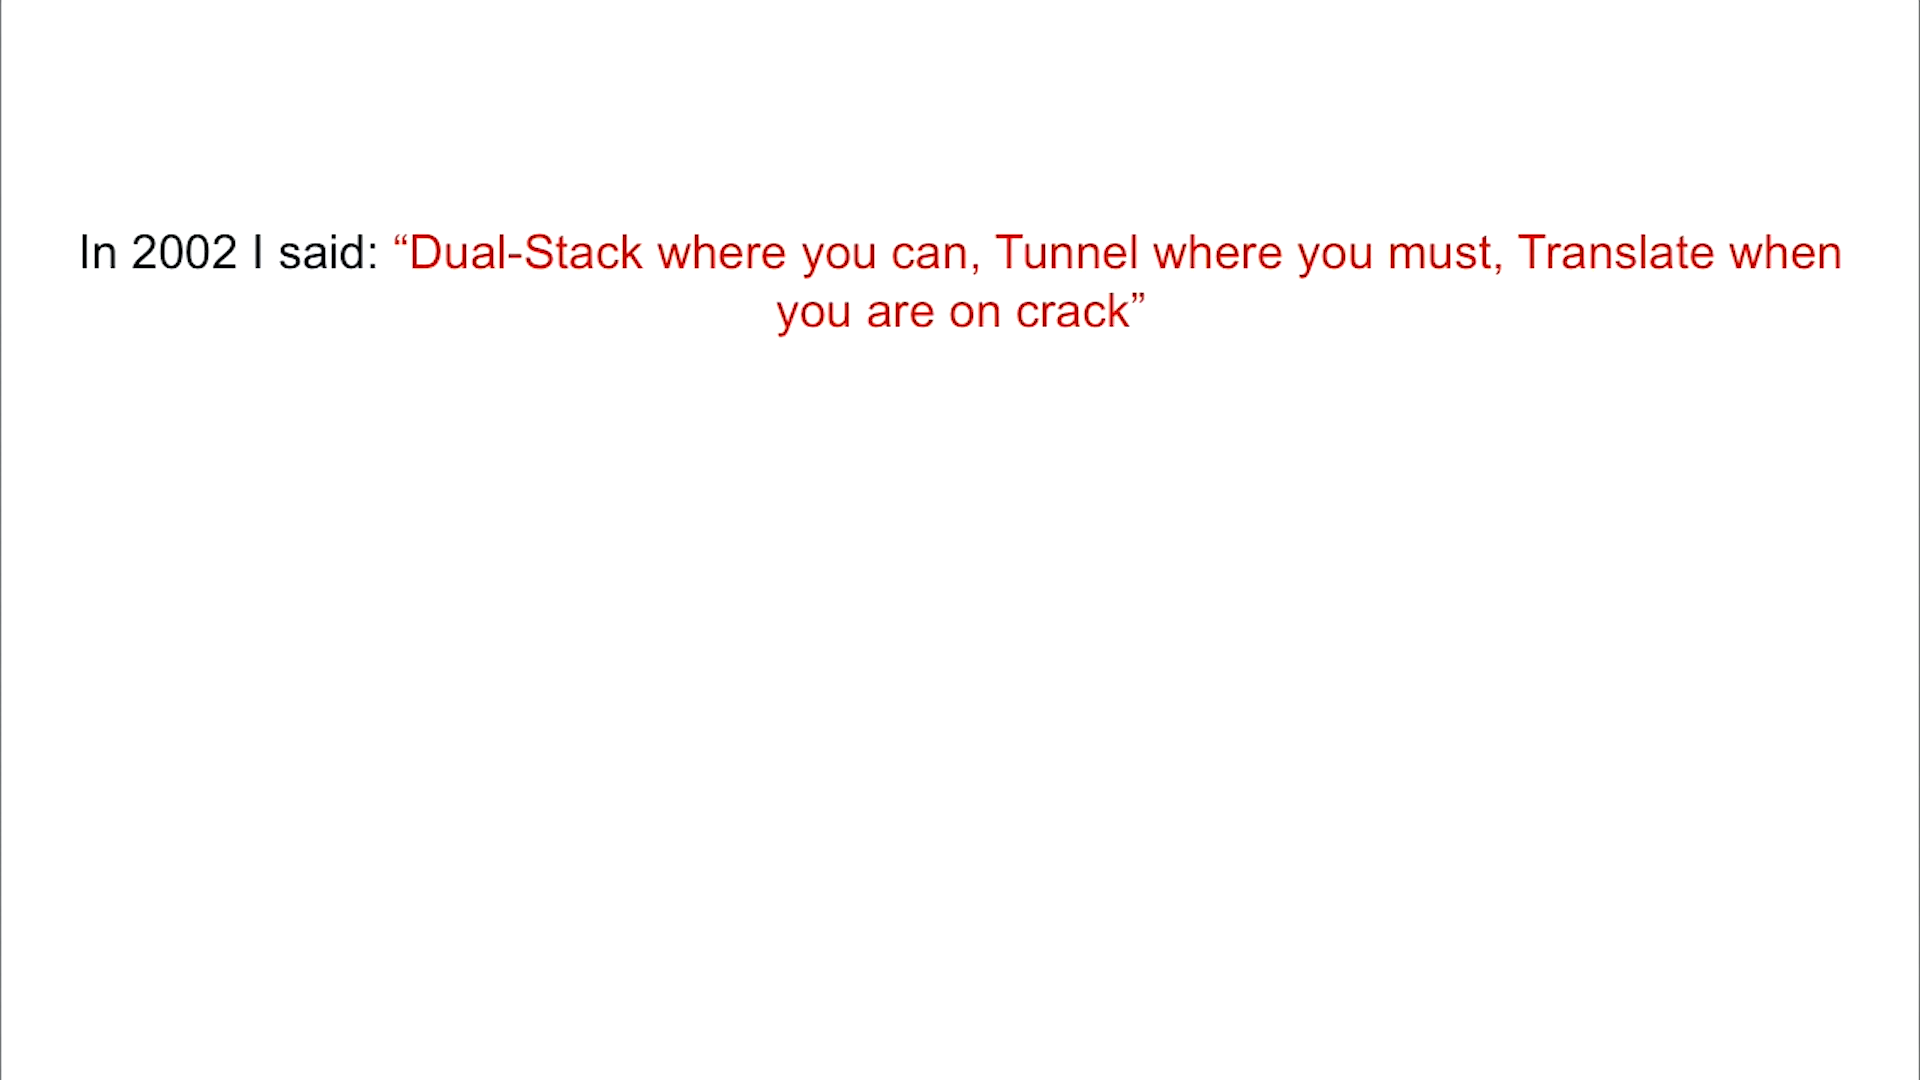 In 2002 I said: “Dual-Stack where you can, Tunnel where you must, Translate when
you are on crack”